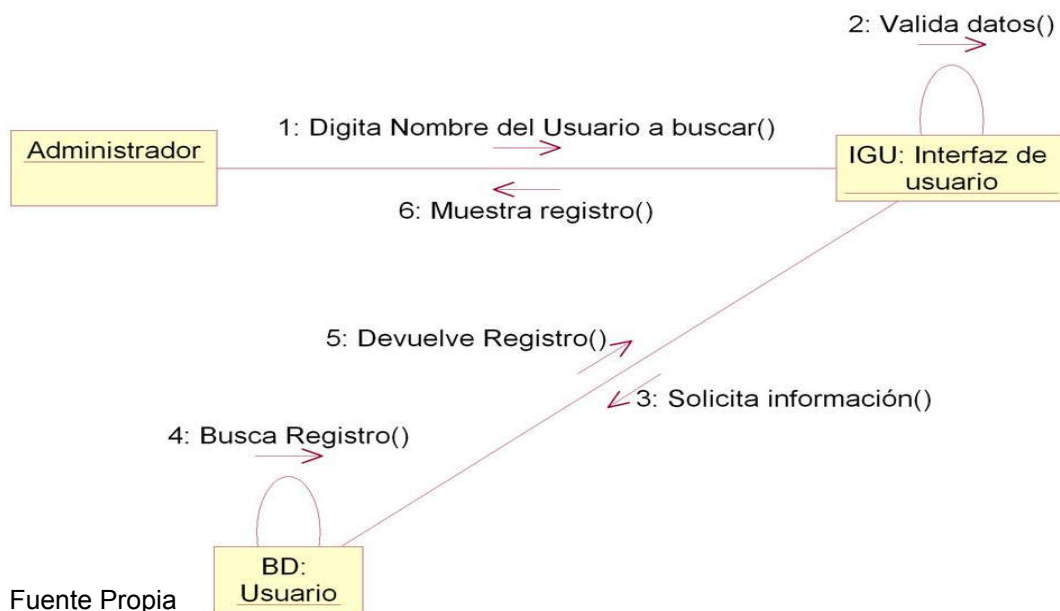 2: Valida datos()
1: Digita Nombre del Usuario a buscar()
Administrador
IGU: Interfaz de
usuario
6: Muestra registro()
5: Devuelve Registro()
3: Solicita información()
4: Busca Registro()
BD:
Usuario
Fuente Propia